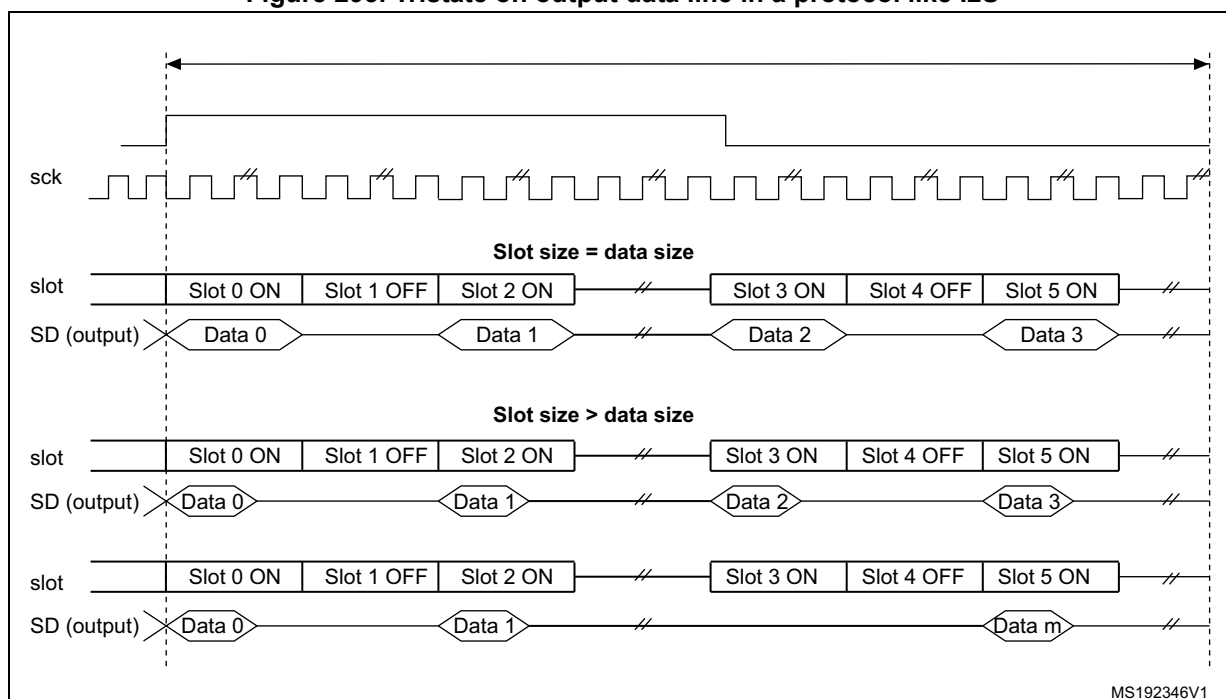 Figure Tristate on output data line in a protocol like I2S
sck
Slot size = data size
slot Slot 0 ON Slot 1 OFF Slot 2 ON Slot 3 ON Slot 4 OFF Slot 5 ON
SD (output) Data 0 Data 1 Data 2 Data 3
Slot size > data size
slot Slot 0 ON Slot 1 OFF Slot 2 ON Slot 3 ON Slot 4 OFF Slot 5 ON
SD (output) Data 0 Data 1 Data 2 Data 3
slot Slot 0 ON Slot 1 OFF Slot 2 ON Slot 3 ON Slot 4 OFF Slot 5 ON
SD (output) Data 0 Data 1 Data m
MS192346V1